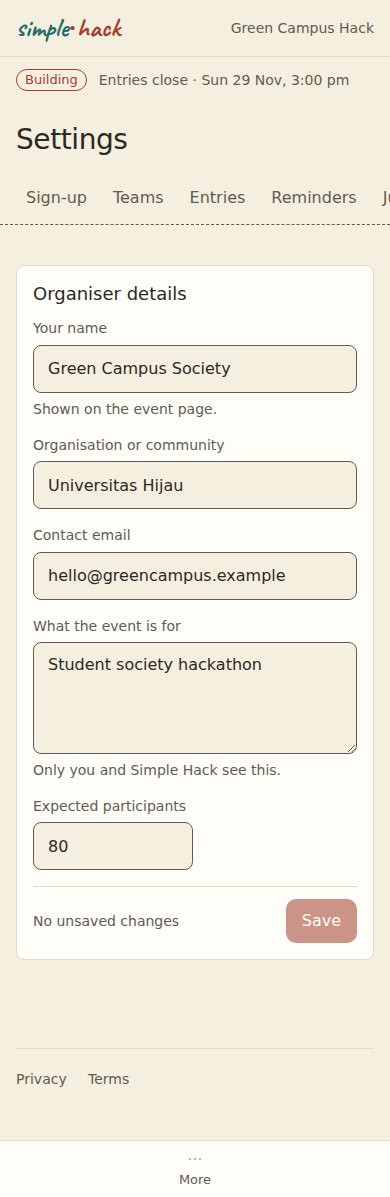 simple·hack
Green Campus Hack
Building
Entries close · Sun 29 Nov, 3:00 pm
Settings
Sign-up Teams Entries Reminders
Organiser details
Your name
Green Campus Society
Shown on the event page.
Organisation or community
Universitas Hijau
Contact email
hello@greencampus.example
What the event is for
Student society hackathon
Only you and Simple Hack see this.
Expected participants
80
No unsaved changes
Save
Privacy Terms
...
More